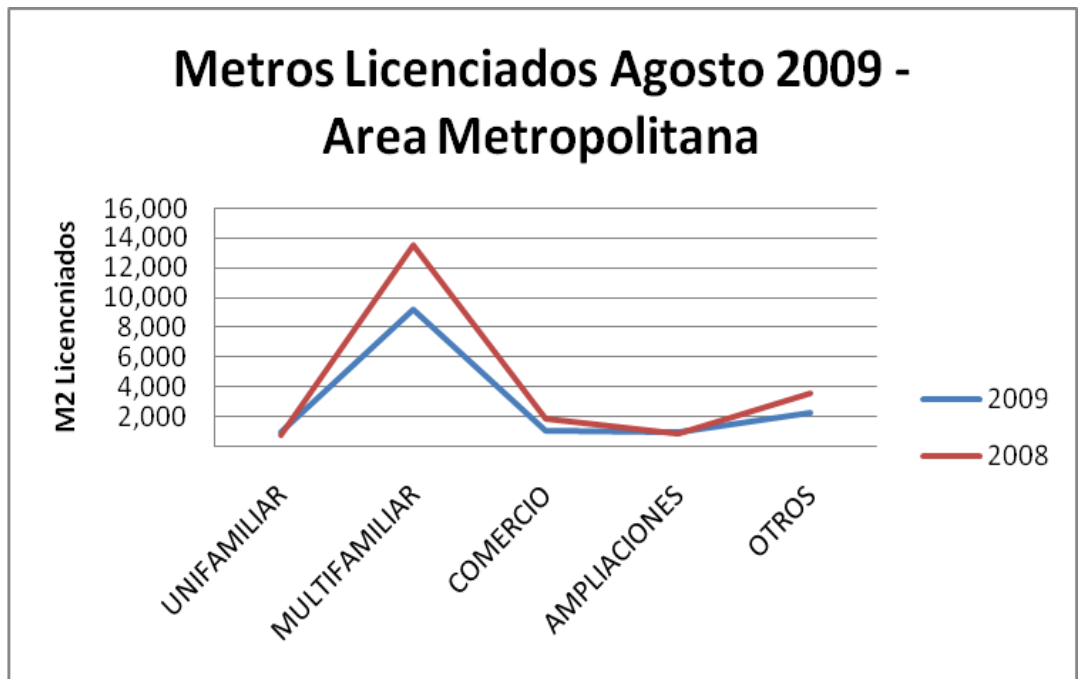 Metros Licenciados Agosto 2009 -
Area Metropolitana
M2 Licencniados
16,000
14,000
12,000
10,000
8,000
6,000
4,000
2,000
2009
2008
UNIFAMILIAR
MULTIFAMILIAR
COMERCIO
AMPLIACIONES
OTROS